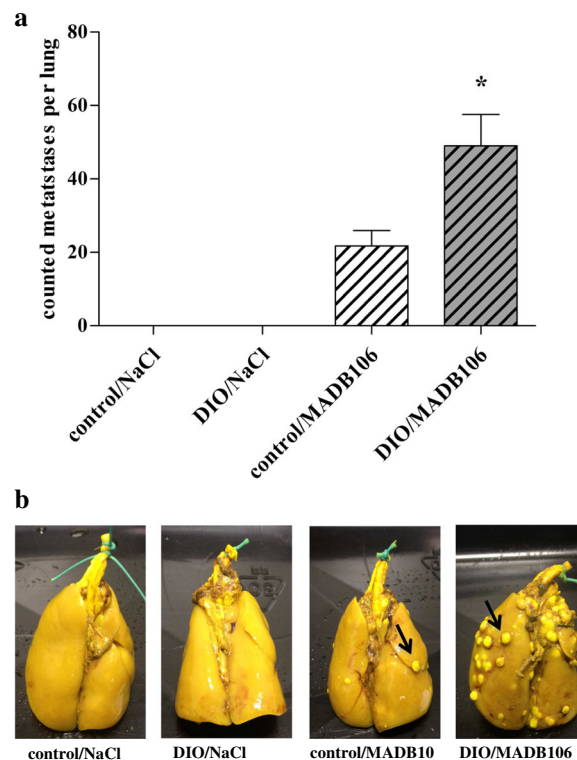 a
counted metatstases per lung
80
60
40
20
0
*
control/NaCl
DIO/NaCl
control/MADB106
DIO/MADB106
b
control/NaCl
DIO/NaCl
control/MADB10
DIO/MADB106